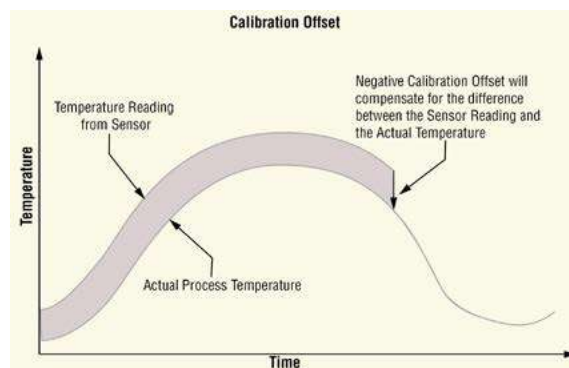 Calibration Offset
Temperature Reading
from Sensor
Negative Calibration Offset will
compensate for the difference
between the Sensor Reading and
the Actual Temperature
Temperature
Actual Process Temperature
Time